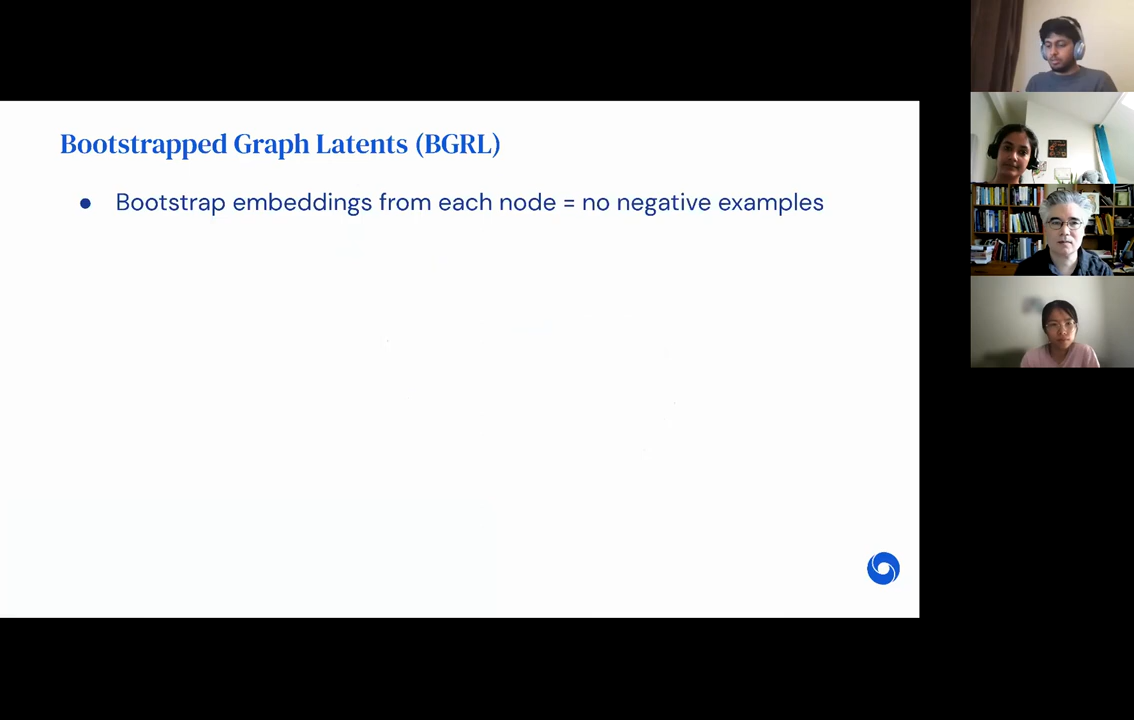 Bootstrapped Graph Latents (BGRL)
● Bootstrap embeddings from each node = no negative examples